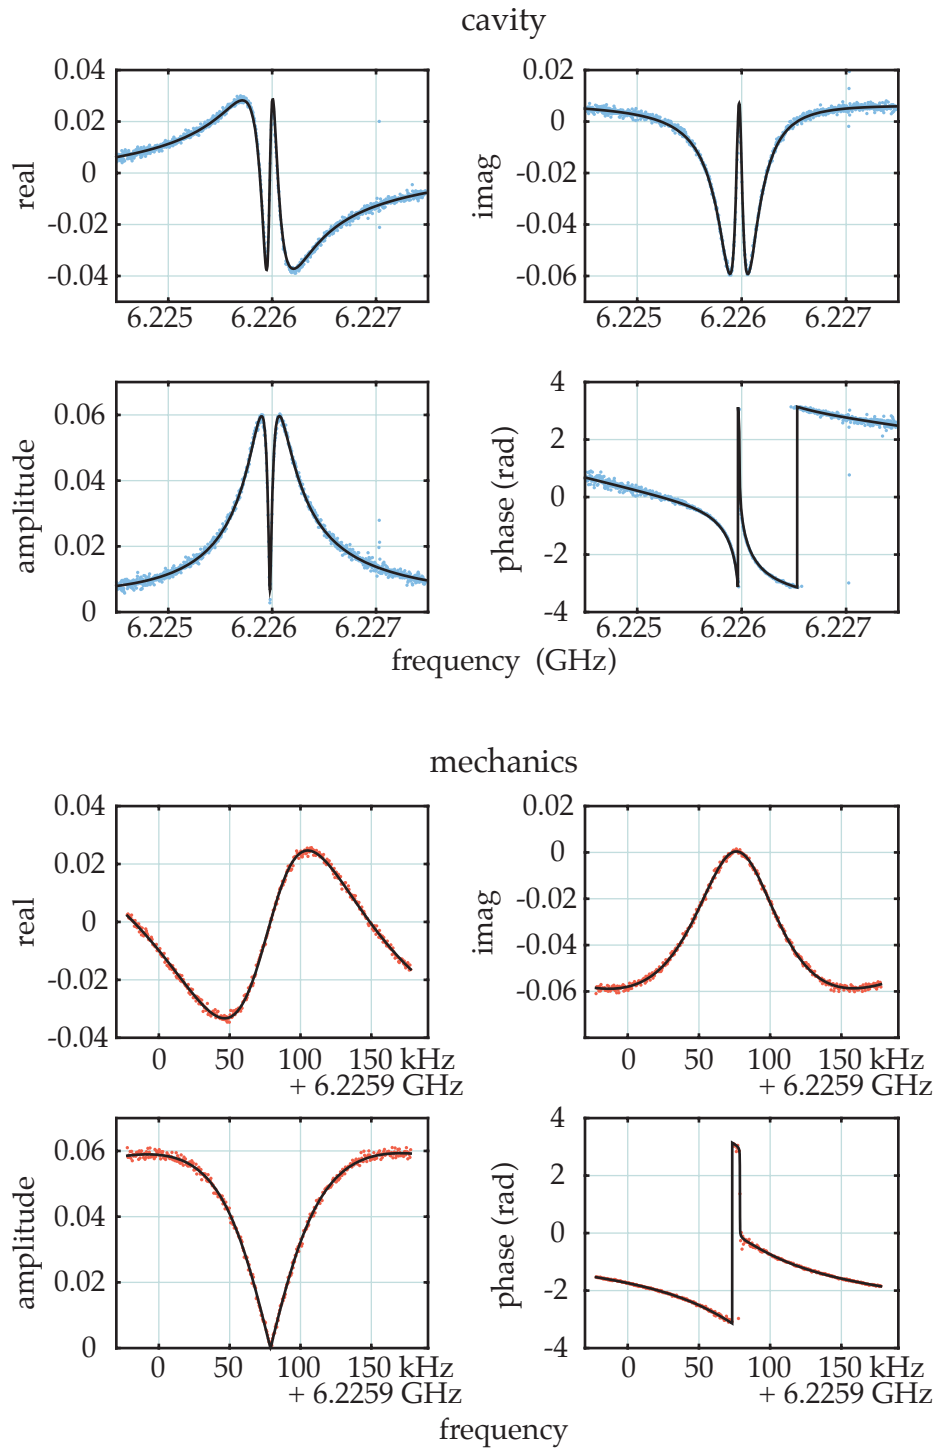 cavity
0.04
0.02
0
-0.02
-0.04
real
6.225 6.226 6.227
0.02
0
-0.02
-0.04
-0.06
imag
6.225 6.226 6.227
0.06
0.04
0.02
0
amplitude
6.225 6.226 6.227
4
2
0
-2
-4
phase (rad)
6.225 6.226 6.227
frequency (GHz)
mechanics
0.04
0.02
0
-0.02
-0.04
real
0 50 100 150 kHz
+ 6.2259 GHz
0.02
0
-0.02
-0.04
-0.06
imag
0 50 100 150 kHz
+ 6.2259 GHz
0.06
0.04
0.02
0
amplitude
0 50 100 150 kHz
+ 6.2259 GHz
4
2
0
-2
-4
phase (rad)
0 50 100 150 kHz
+ 6.2259 GHz
frequency